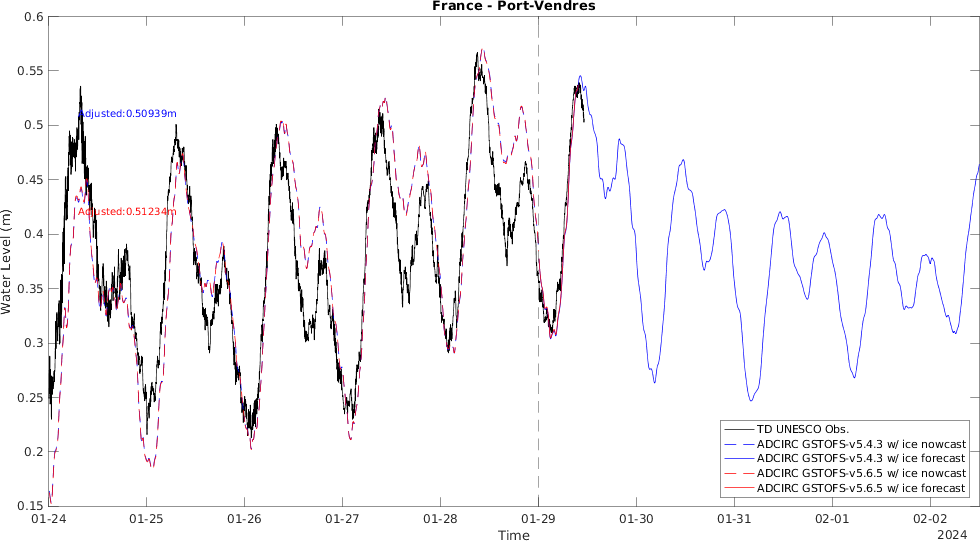 France - Port-Vendres
0.6
0.55
0.5
0.45
0.4
0.35
0.3
0.25
0.2
0.15
Water Level (m)
Adjusted:0.50939m
Adjusted:0.51234m
TD UNESCO Obs.
ADCIRC GSTOFS-v5.4.3 w/ ice nowcast
ADCIRC GSTOFS-v5.4.3 w/ ice forecast
ADCIRC GSTOFS-v5.6.5 w/ ice nowcast
ADCIRC GSTOFS-v5.6.5 w/ ice forecast
01-24 01-25 01-26 01-27 01-28 01-29 01-30 01-31 02-01 02-02
Time
2024